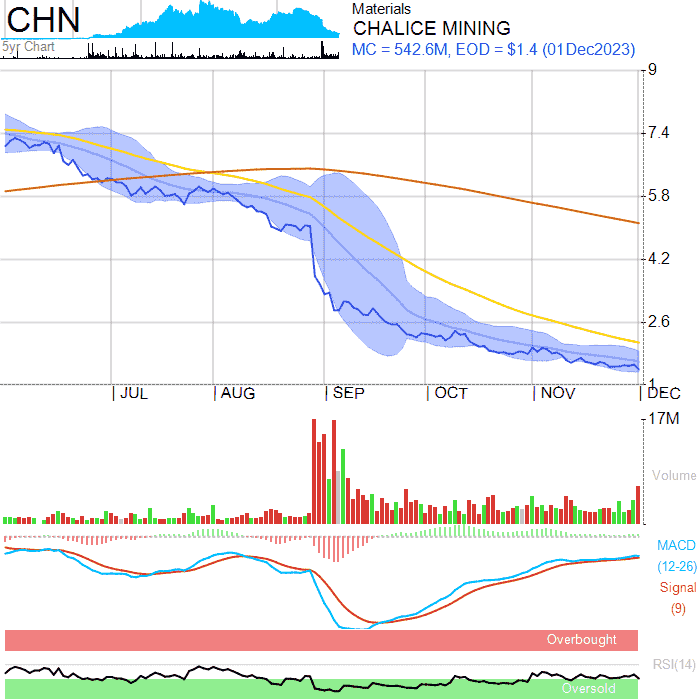 CHN
5yr Chart
Materials
CHALICE MINING
MC = 542.6M, EOD = $1.4 (01Dec2023)
9
7.4
5.8
4.2
2.6
1
JUL AUG SEP OCT NOV DEC
17M
Volume
MACD
(12-26)
Signal
(9)
Overbought
RSI(14)
Oversold